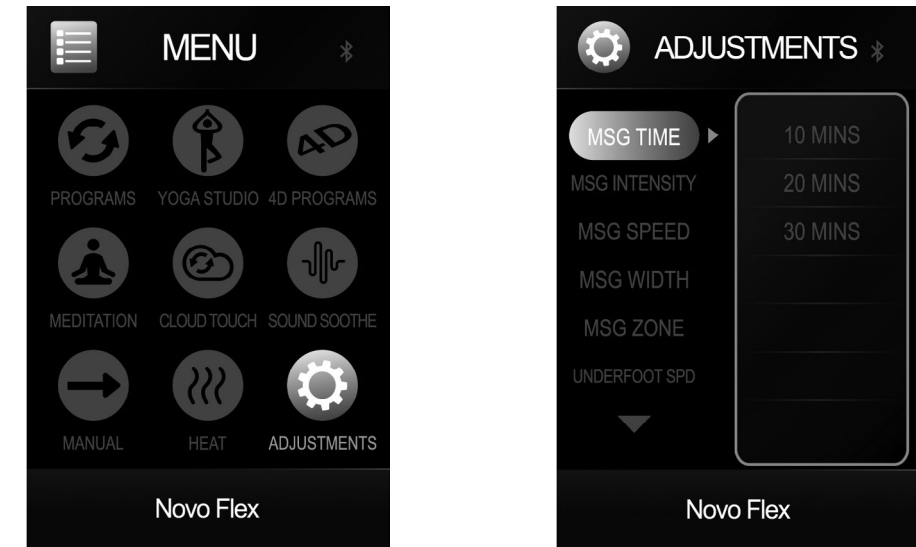 MENU
PROGRAMS YOGA STUDIO 4D PROGRAMS
MEDITATION CLOUD TOUCH SOUND SOOTHE
MANUAL HEAT ADJUSTMENTS
Novo Flex
ADJUSTMENTS
MSG TIME 10 MINS
MSG INTENSITY 20 MINS
MSG SPEED 30 MINS
MSG WIDTH
MSG ZONE
UNDERFOOT SPD
Novo Flex